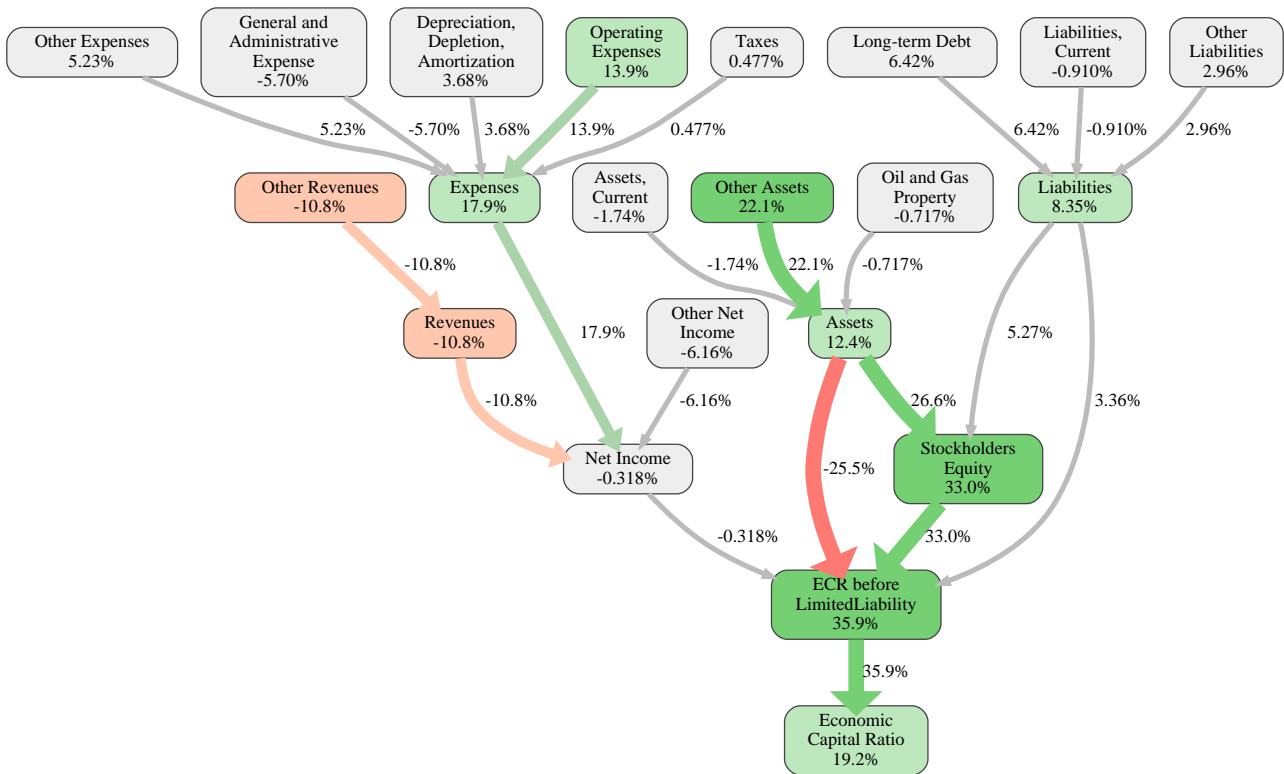 Other Expenses
5.23%
General and
Administrative
Expense
-5.70%
Depreciation,
Depletion,
Amortization
3.68%
Operating
Expenses
13.9%
Taxes
0.477%
Long-term Debt
6.42%
Liabilities,
Current
-0.910%
Other
Liabilities
2.96%
5.23%
-5.70%
3.68%
13.9%
0.477%
6.42%
-0.910%
2.96%
Other Revenues
-10.8%
Expenses
17.9%
Assets,
Current
-1.74%
Other Assets
22.1%
Oil and Gas
Property
-0.717%
Liabilities
8.35%
-10.8%
-1.74%
22.1%
-0.717%
Revenues
-10.8%
17.9%
Other Net
Income
-6.16%
Assets
12.4%
5.27%
-10.8%
-6.16%
26.6%
3.36%
Net Income
-0.318%
-25.5%
Stockholders
Equity
33.0%
-0.318%
33.0%
ECR before
LimitedLiability
35.9%
35.9%
Economic
Capital Ratio
19.2%